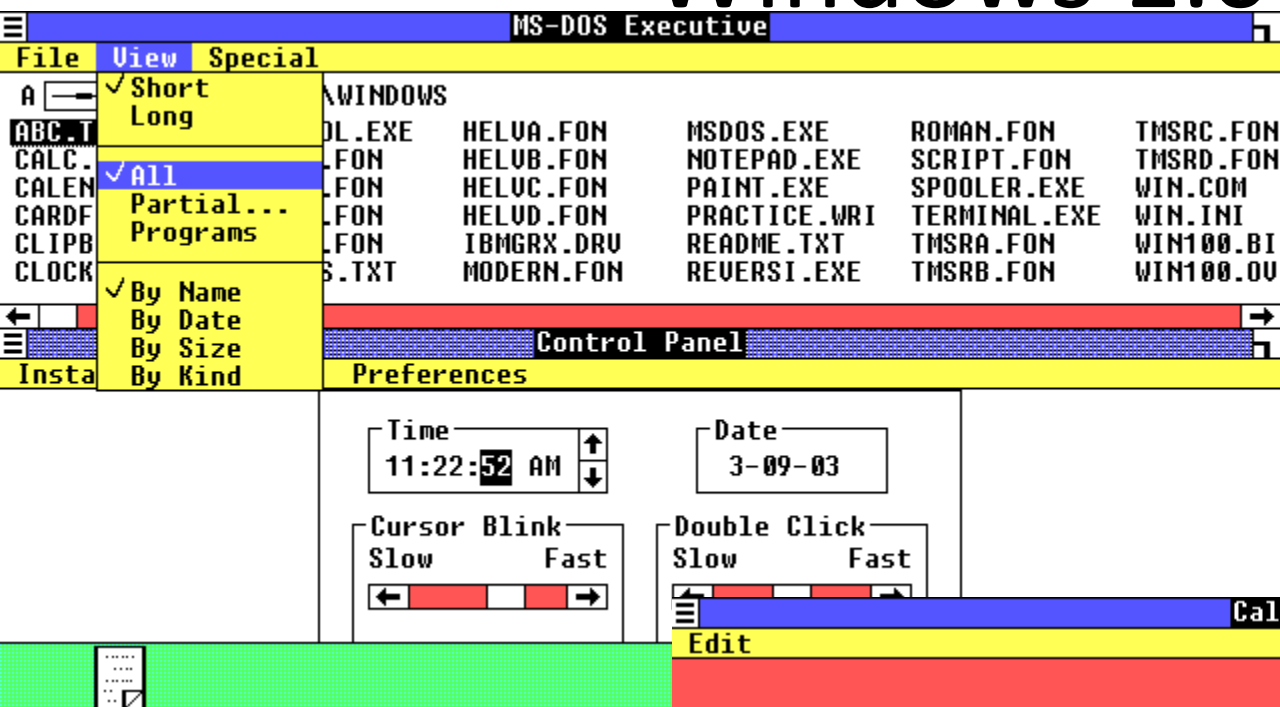 MS-DOS Executive
File View Special
A \WINDOWS
Short
Long
All
Partial...
Programs
By Name
By Date
By Size
By Kind
ABC.T OL.EXE HELVA.FON MSDOS.EXE ROMAN.FON TMSRC.FON
CALC. .FON HELVB.FON NOTEPAD.EXE SCRIPT.FON TMSRD.FON
CALEN .FON HELVC.FON PAINT.EXE SPOOLER.EXE WIN.COM
CARDF .FON HELVD.FON PRACTICE.WRI TERMINAL.EXE WIN.INI
CLIPB .FON IBMGRX.DRV README.TXT TMSRA.FON WIN100.BI
CLOCK S.TXT MODERN.FON REVERSI.EXE TMSRB.FON WIN100.OV
Control Panel
Insta Preferences
Time Date
11:22:52 AM 3-09-03
Cursor Blink Double Click
Slow Fast Slow Fast
Cal
Edit